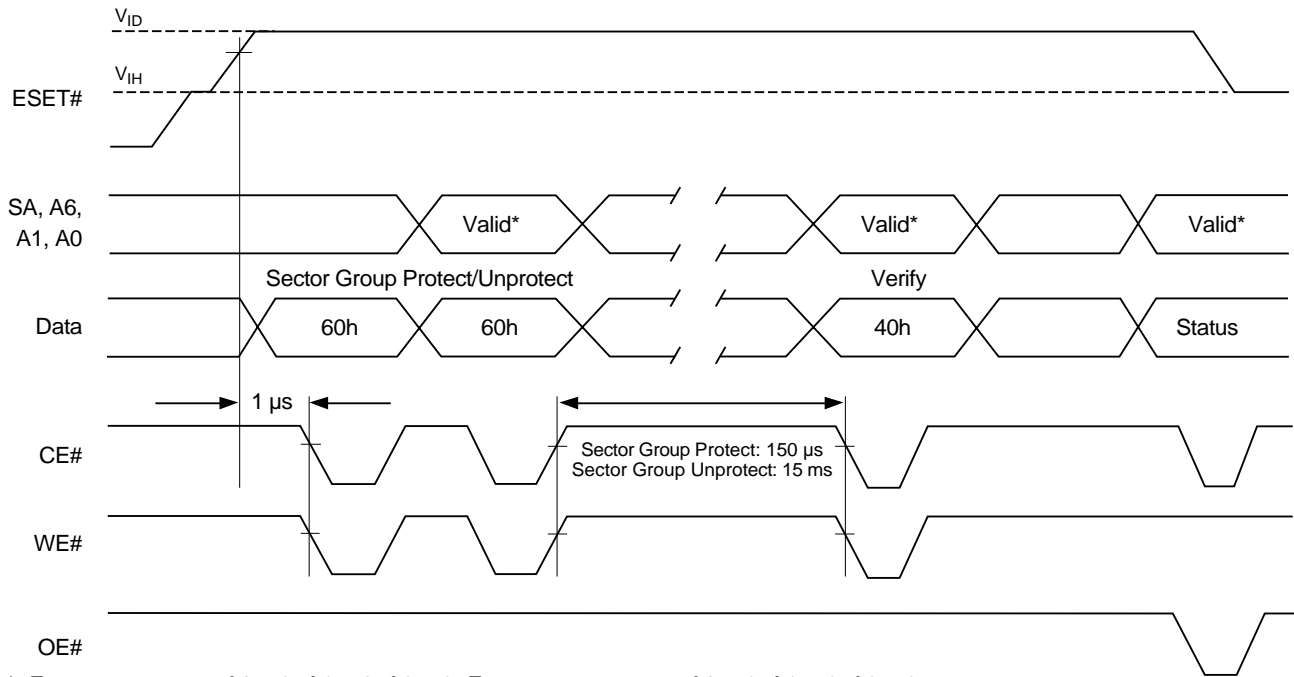 VID
VIH
ESET#
SA, A6,
A1, A0
Valid*
Valid*
Valid*
Sector Group Protect/Unprotect
Verify
Data
60h
60h
40h
Status
1 µs
CE#
Sector Group Protect: 150 µs
Sector Group Unprotect: 15 ms
WE#
OE#